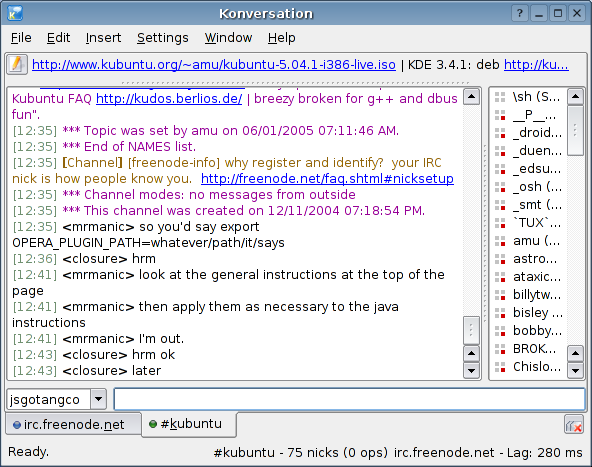 Konversation
File Edit Insert Settings Window Help
http://www.kubuntu.org/~amu/kubuntu-5.04.1-i386-live.iso | KDE 3.4.1: deb http://ku...
Kubuntu FAQ http://kudos.berlios.de/ | breezy broken for g++ and dbus
fun".
[12:35] *** Topic was set by amu on 06/01/2005 07:11:46 AM.
[12:35] *** End of NAMES list.
[12:35] [Channel] [freenode-info] why register and identify? your IRC
nick is how people know you. http://freenode.net/faq.shtml#nicksetup
[12:35] *** Channel modes: no messages from outside
[12:35] *** This channel was created on 12/11/2004 07:18:54 PM.
[12:35] <mrmanic> so you'd say export
OPERA_PLUGIN_PATH=whatever/path/it/says
[12:36] <closure> hrm
[12:41] <mrmanic> look at the general instructions at the top of the
page
[12:41] <mrmanic> then apply them as necessary to the java
instructions
[12:41] <mrmanic> I'm out.
[12:43] <closure> hrm ok
[12:43] <closure> later
\sh (S...
__P__...
_droid...
_duen...
_edsu...
_osh (...
_smt (...
`TUX`...
amu (...
astro...
ataxic...
billytw...
bisley ...
bobby...
BROK...
Chislo...
jsgotangco
irc.freenode.net #kubuntu
Ready. #kubuntu - 75 nicks (0 ops) irc.freenode.net - Lag: 280 ms